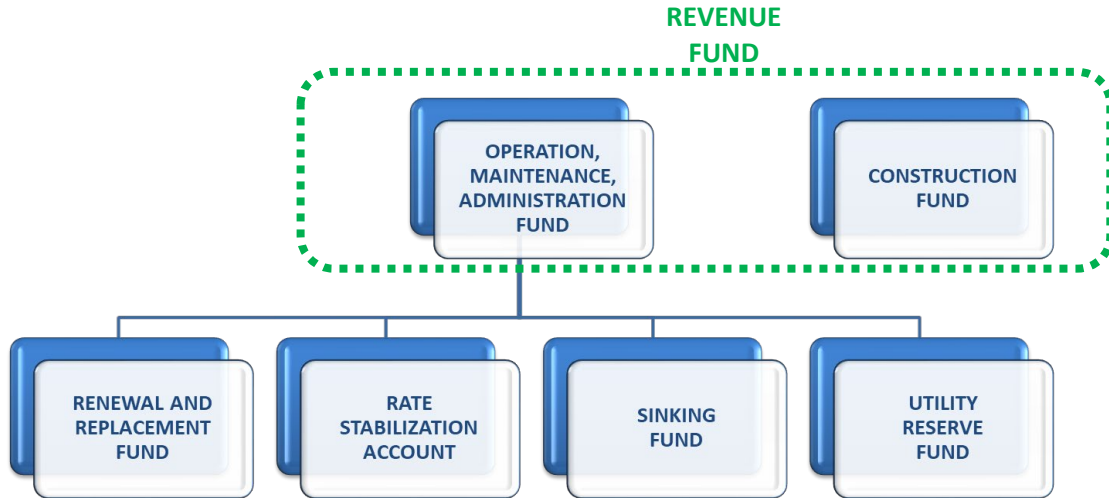 REVENUE
FUND
OPERATION,
MAINTENANCE,
ADMINISTRATION
FUND
CONSTRUCTION
FUND
RENEWAL AND
REPLACEMENT
FUND
RATE
STABILIZATION
ACCOUNT
SINKING
FUND
UTILITY
RESERVE
FUND